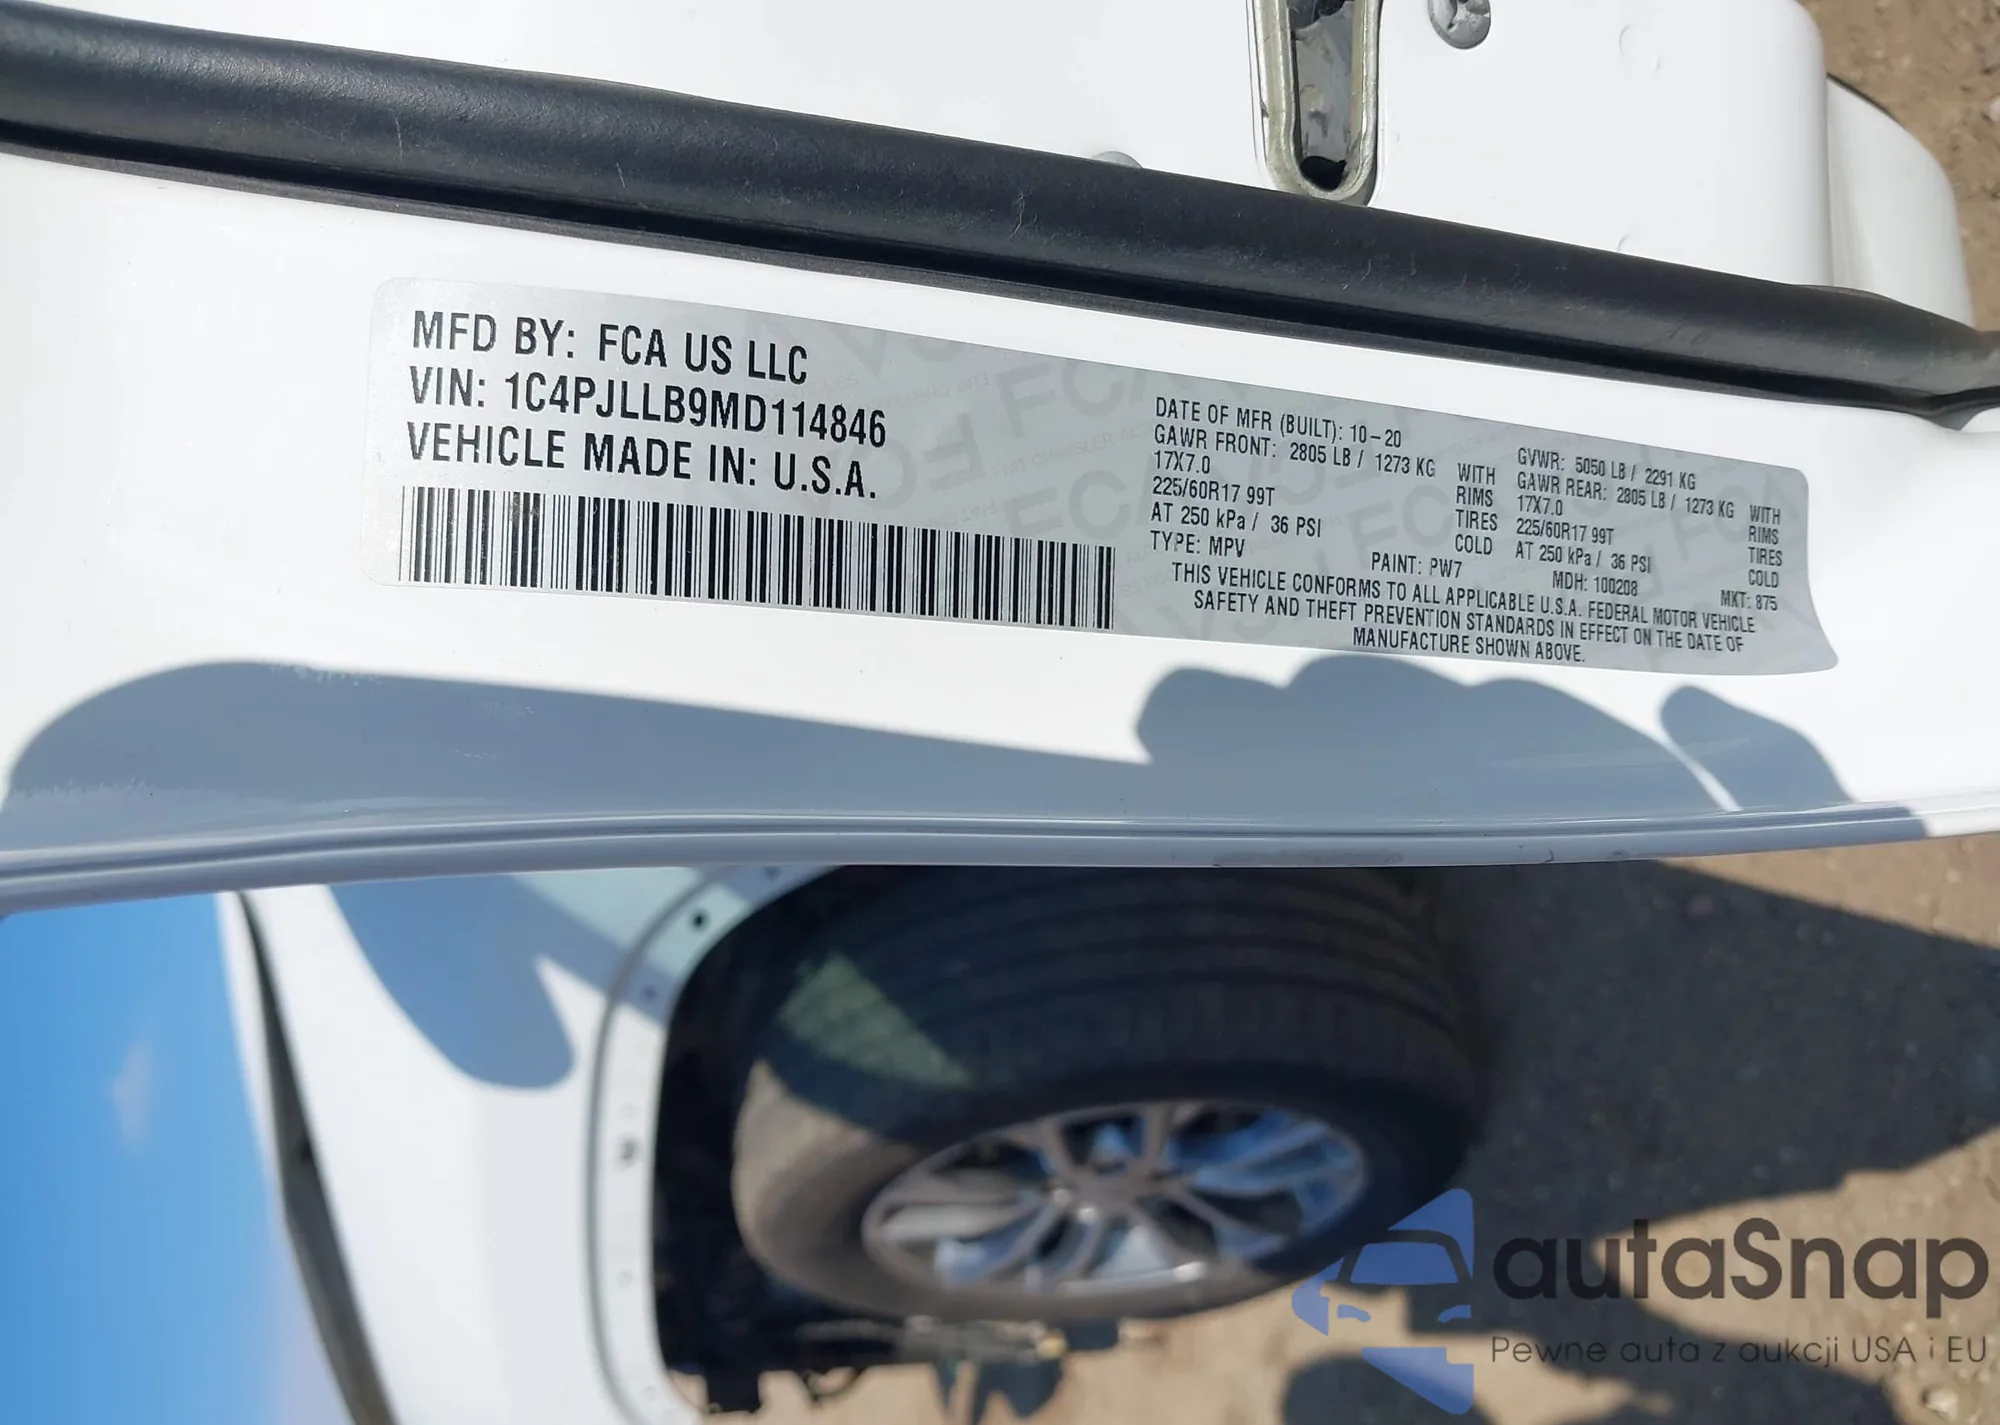 MFD BY: FCA US LLC
VIN: 1C4PJLLB9MD114846
VEHICLE MADE IN: U.S.A.
DATE OF MFR (BUILT): 10-20
GVWR: 5050 LB / 2291 KG
GAWR FRONT: 2805 LB / 1273 KG WITH
17X7.0 RIMS
225/60R17 99T TIRES
AT 250 kPa / 36 PSI COLD
GAWR REAR: 2805 LB / 1273 KG WITH
17X7.0 RIMS
225/60R17 99T TIRES
AT 250 kPa / 36 PSI COLD
TYPE: MPV PAINT: PW7 MDH: 100208 MKT: 875
THIS VEHICLE CONFORMS TO ALL APPLICABLE U.S.A. FEDERAL MOTOR VEHICLE
SAFETY AND THEFT PREVENTION STANDARDS IN EFFECT ON THE DATE OF
MANUFACTURE SHOWN ABOVE.
autaSnap
Pewne auta z aukcji USA i EU